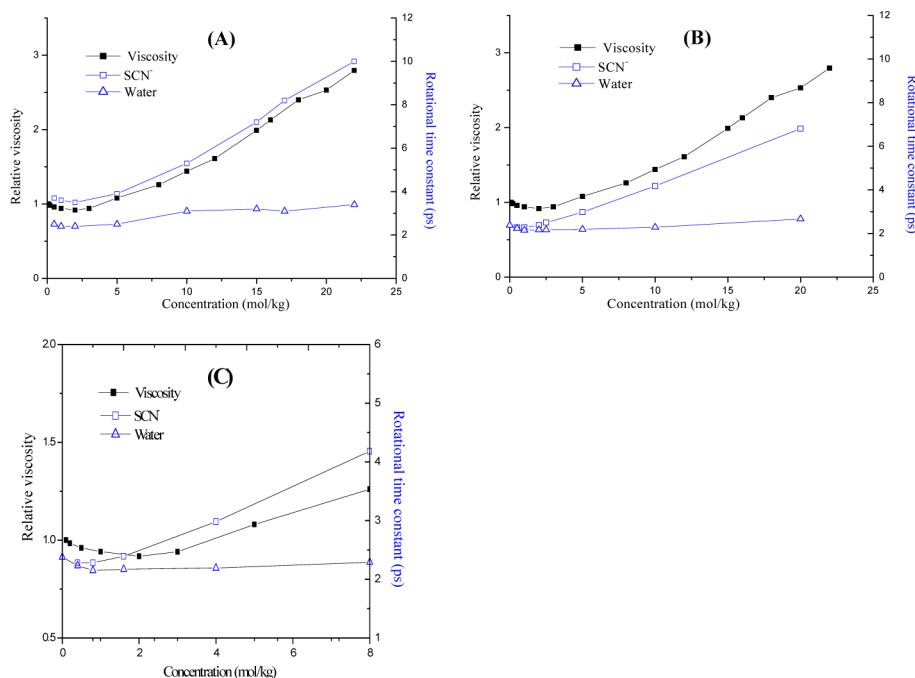 (A)
Viscosity
SCN-
Water
Relative viscosity
Rotational time constant (ps)
Concentration (mol/kg)
0
1
2
3
0
5
10
15
20
25
0
2
4
6
8
10
12
(B)
Viscosity
SCN-
Water
Relative viscosity
Rotational time constant (ps)
Concentration (mol/kg)
0
1
2
3
0
5
10
15
20
25
0
2
4
6
8
10
12
(C)
Viscosity
SCN
Water
Relative viscosity
Rotational time constant (ps)
Concentration (mol/kg)
0.5
1.0
1.5
2.0
0
2
4
6
8
1
2
3
4
5
6